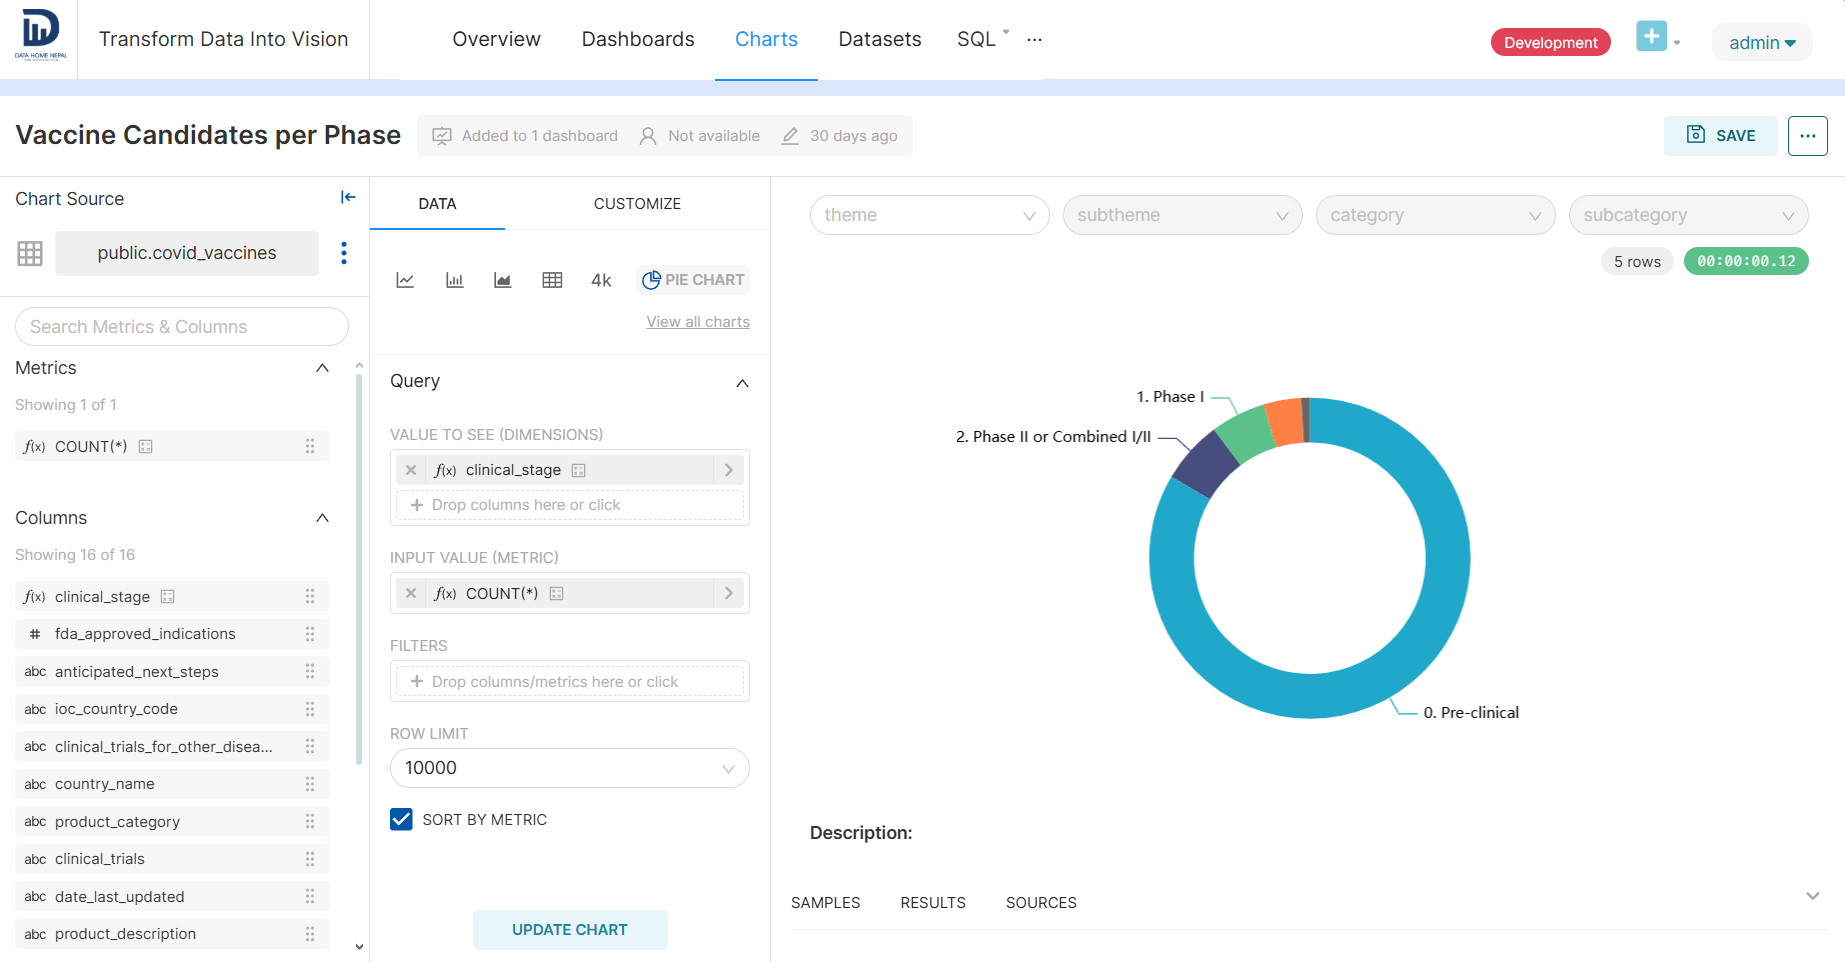 DATA HOME NEPAL
Transform Data Into Vision
Overview
Dashboards
Charts
Datasets
SQL
Development
admin
Vaccine Candidates per Phase
Added to 1 dashboard
Not available
30 days ago
SAVE
Chart Source
public.covid_vaccines
Search Metrics & Columns
Metrics
Showing 1 of 1
f(x) COUNT(*)
Columns
Showing 16 of 16
f(x) clinical_stage
# fda_approved_indications
abc anticipated_next_steps
abc ioc_country_code
abc clinical_trials_for_other_disea...
abc country_name
abc product_category
abc clinical_trials
abc date_last_updated
abc product_description
DATA
CUSTOMIZE
4k
PIE CHART
View all charts
Query
VALUE TO SEE (DIMENSIONS)
f(x) clinical_stage
Drop columns here or click
INPUT VALUE (METRIC)
f(x) COUNT(*)
FILTERS
Drop columns/metrics here or click
ROW LIMIT
10000
SORT BY METRIC
UPDATE CHART
theme
subtheme
category
subcategory
5 rows
00:00:00.12
1. Phase I
2. Phase II or Combined I/II
0. Pre-clinical
Description:
SAMPLES
RESULTS
SOURCES